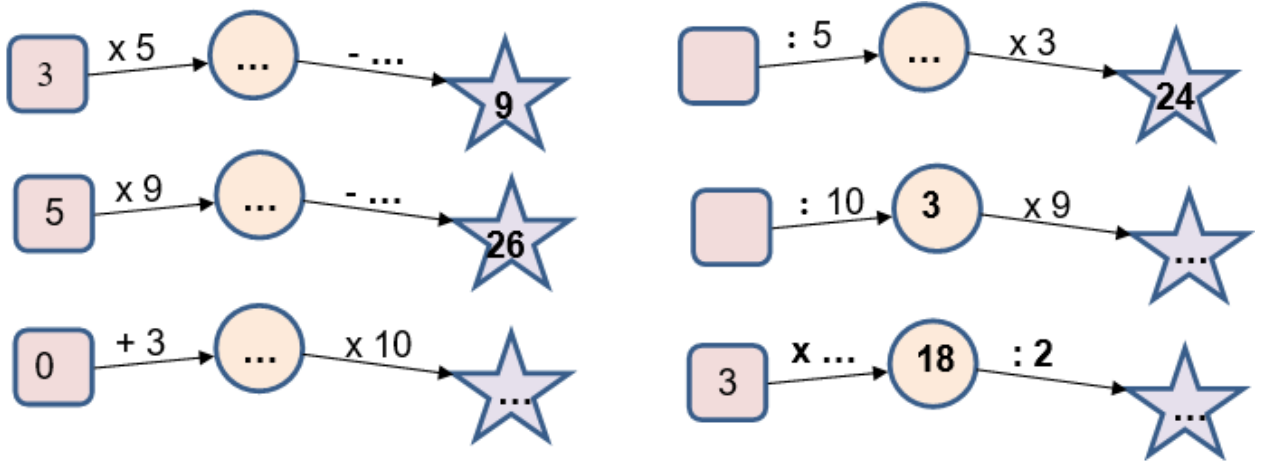 3 x 5 ... - ... 9
5 x 9 ... - ... 26
0 + 3 ... x 10 ...
: 5 ... x 3 24
: 10 3 x 9 ...
3 x ... 18 : 2 ...